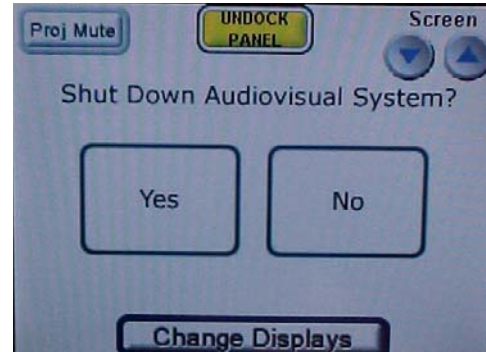 Proj Mute
UNDOCK
PANEL
Screen
Shut Down Audiovisual System?
Yes
No
Change Displays